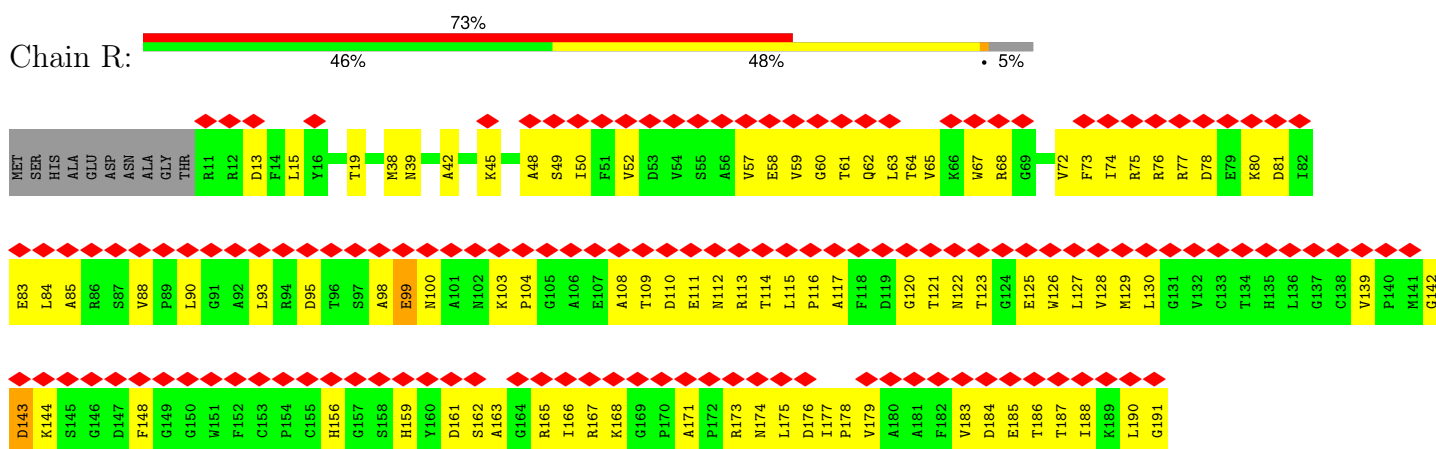 73%
Chain R:
46% 48% • 5%
MET SER HIS ALA GLU ASP ASN ALA GLY THR R11 R12 D13 F14 L15 Y16 T19 M38 N39 A42 K45 A48 S49 I50 F51 V52 D53 V54 S55 A56 V57 E58 V59 G60 T61 Q62 L63 T64 V65 K66 W67 R68 G69 V72 F73 I74 R75 R76 R77 D78 E79 K80 D81 I82
E83 L84 A85 R86 S87 V88 P89 L90 G91 A92 L93 R94 D95 T96 S97 A98 E99 N100 A101 N102 K103 P104 G105 A106 E107 A108 T109 D110 E111 N112 R113 T114 L115 P116 A117 F118 D119 G120 T121 N122 T123 G124 E125 W126 L127 V128 M129 L130 G131 V132 C133 T134 H135 L136 G137 C138 V139 P140 M141 G142
D143 K144 S145 G146 D147 F148 G149 G150 W151 F152 C153 P154 C155 H156 G157 S158 H159 Y160 D161 S162 A163 G164 R165 I166 R167 K168 G169 P170 A171 P172 R173 N174 L175 D176 I177 P178 V179 A180 A181 F182 V183 D184 E185 T186 T187 I188 K189 L190 G191